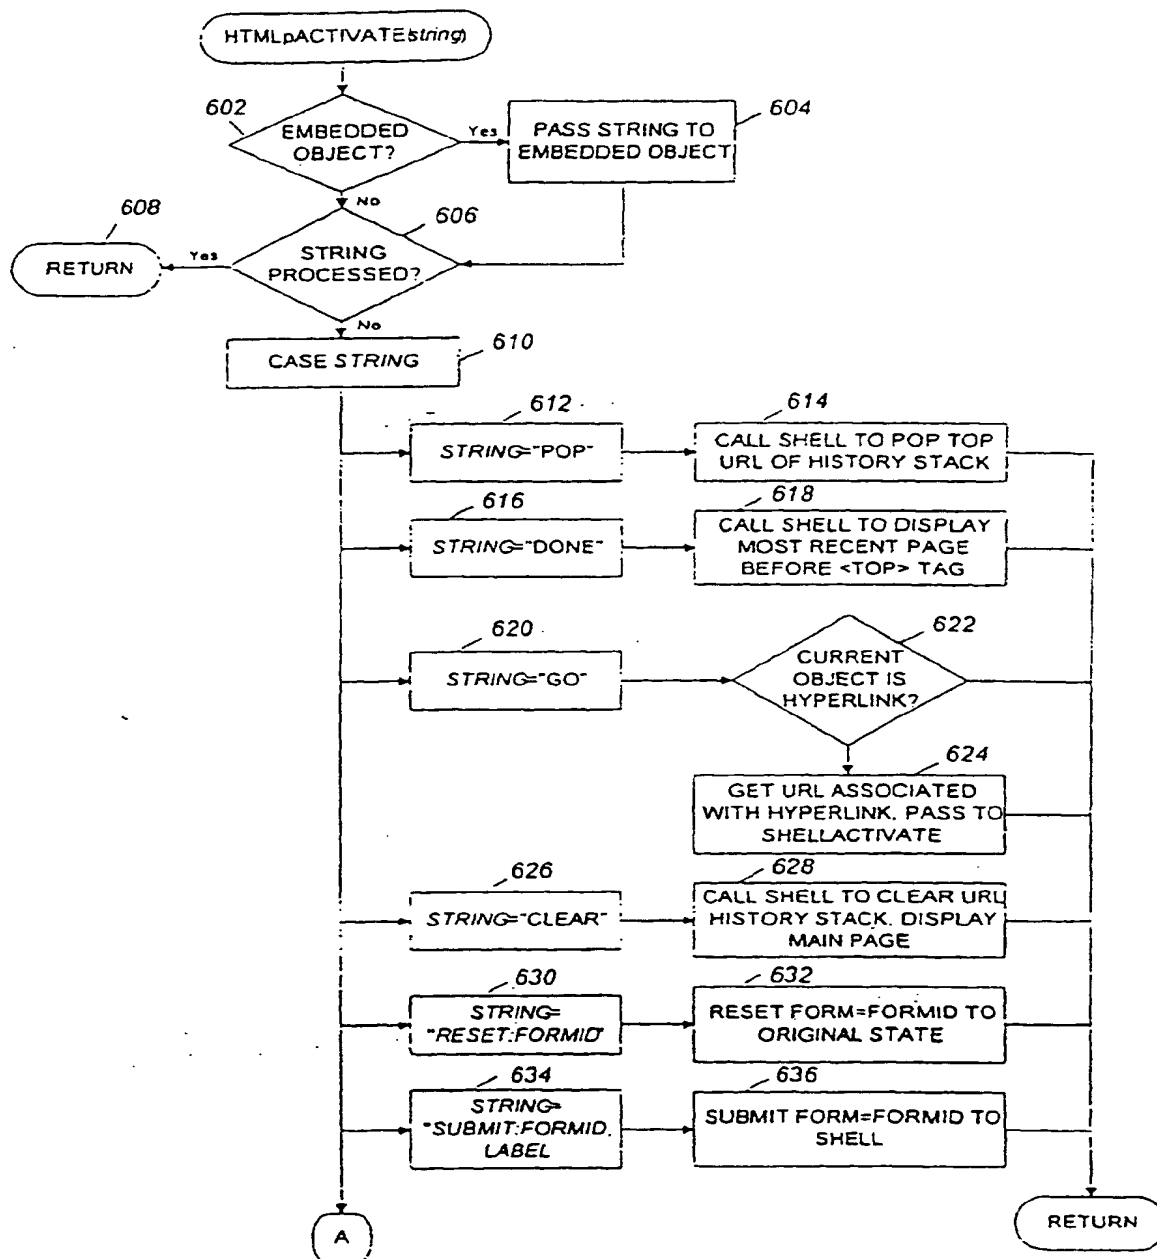 HTMLpACTIVATE(string)
602
EMBEDDED
OBJECT?
Yes
604
PASS STRING TO
EMBEDDED OBJECT
No
608
RETURN
Yes
606
STRING
PROCESSED?
No
610
CASE STRING
612
STRING="POP"
614
CALL SHELL TO POP TOP
URL OF HISTORY STACK
616
STRING="DONE"
618
CALL SHELL TO DISPLAY
MOST RECENT PAGE
BEFORE <TOP> TAG
620
STRING="GO"
622
CURRENT
OBJECT IS
HYPERLINK?
624
GET URL ASSOCIATED
WITH HYPERLINK, PASS TO
SHELLACTIVATE
626
STRING="CLEAR"
628
CALL SHELL TO CLEAR URL
HISTORY STACK, DISPLAY
MAIN PAGE
630
STRING=
"RESET:FORMID"
632
RESET FORM=FORMID TO
ORIGINAL STATE
634
STRING=
"SUBMIT:FORMID,
LABEL
636
SUBMIT FORM=FORMID TO
SHELL
A
RETURN